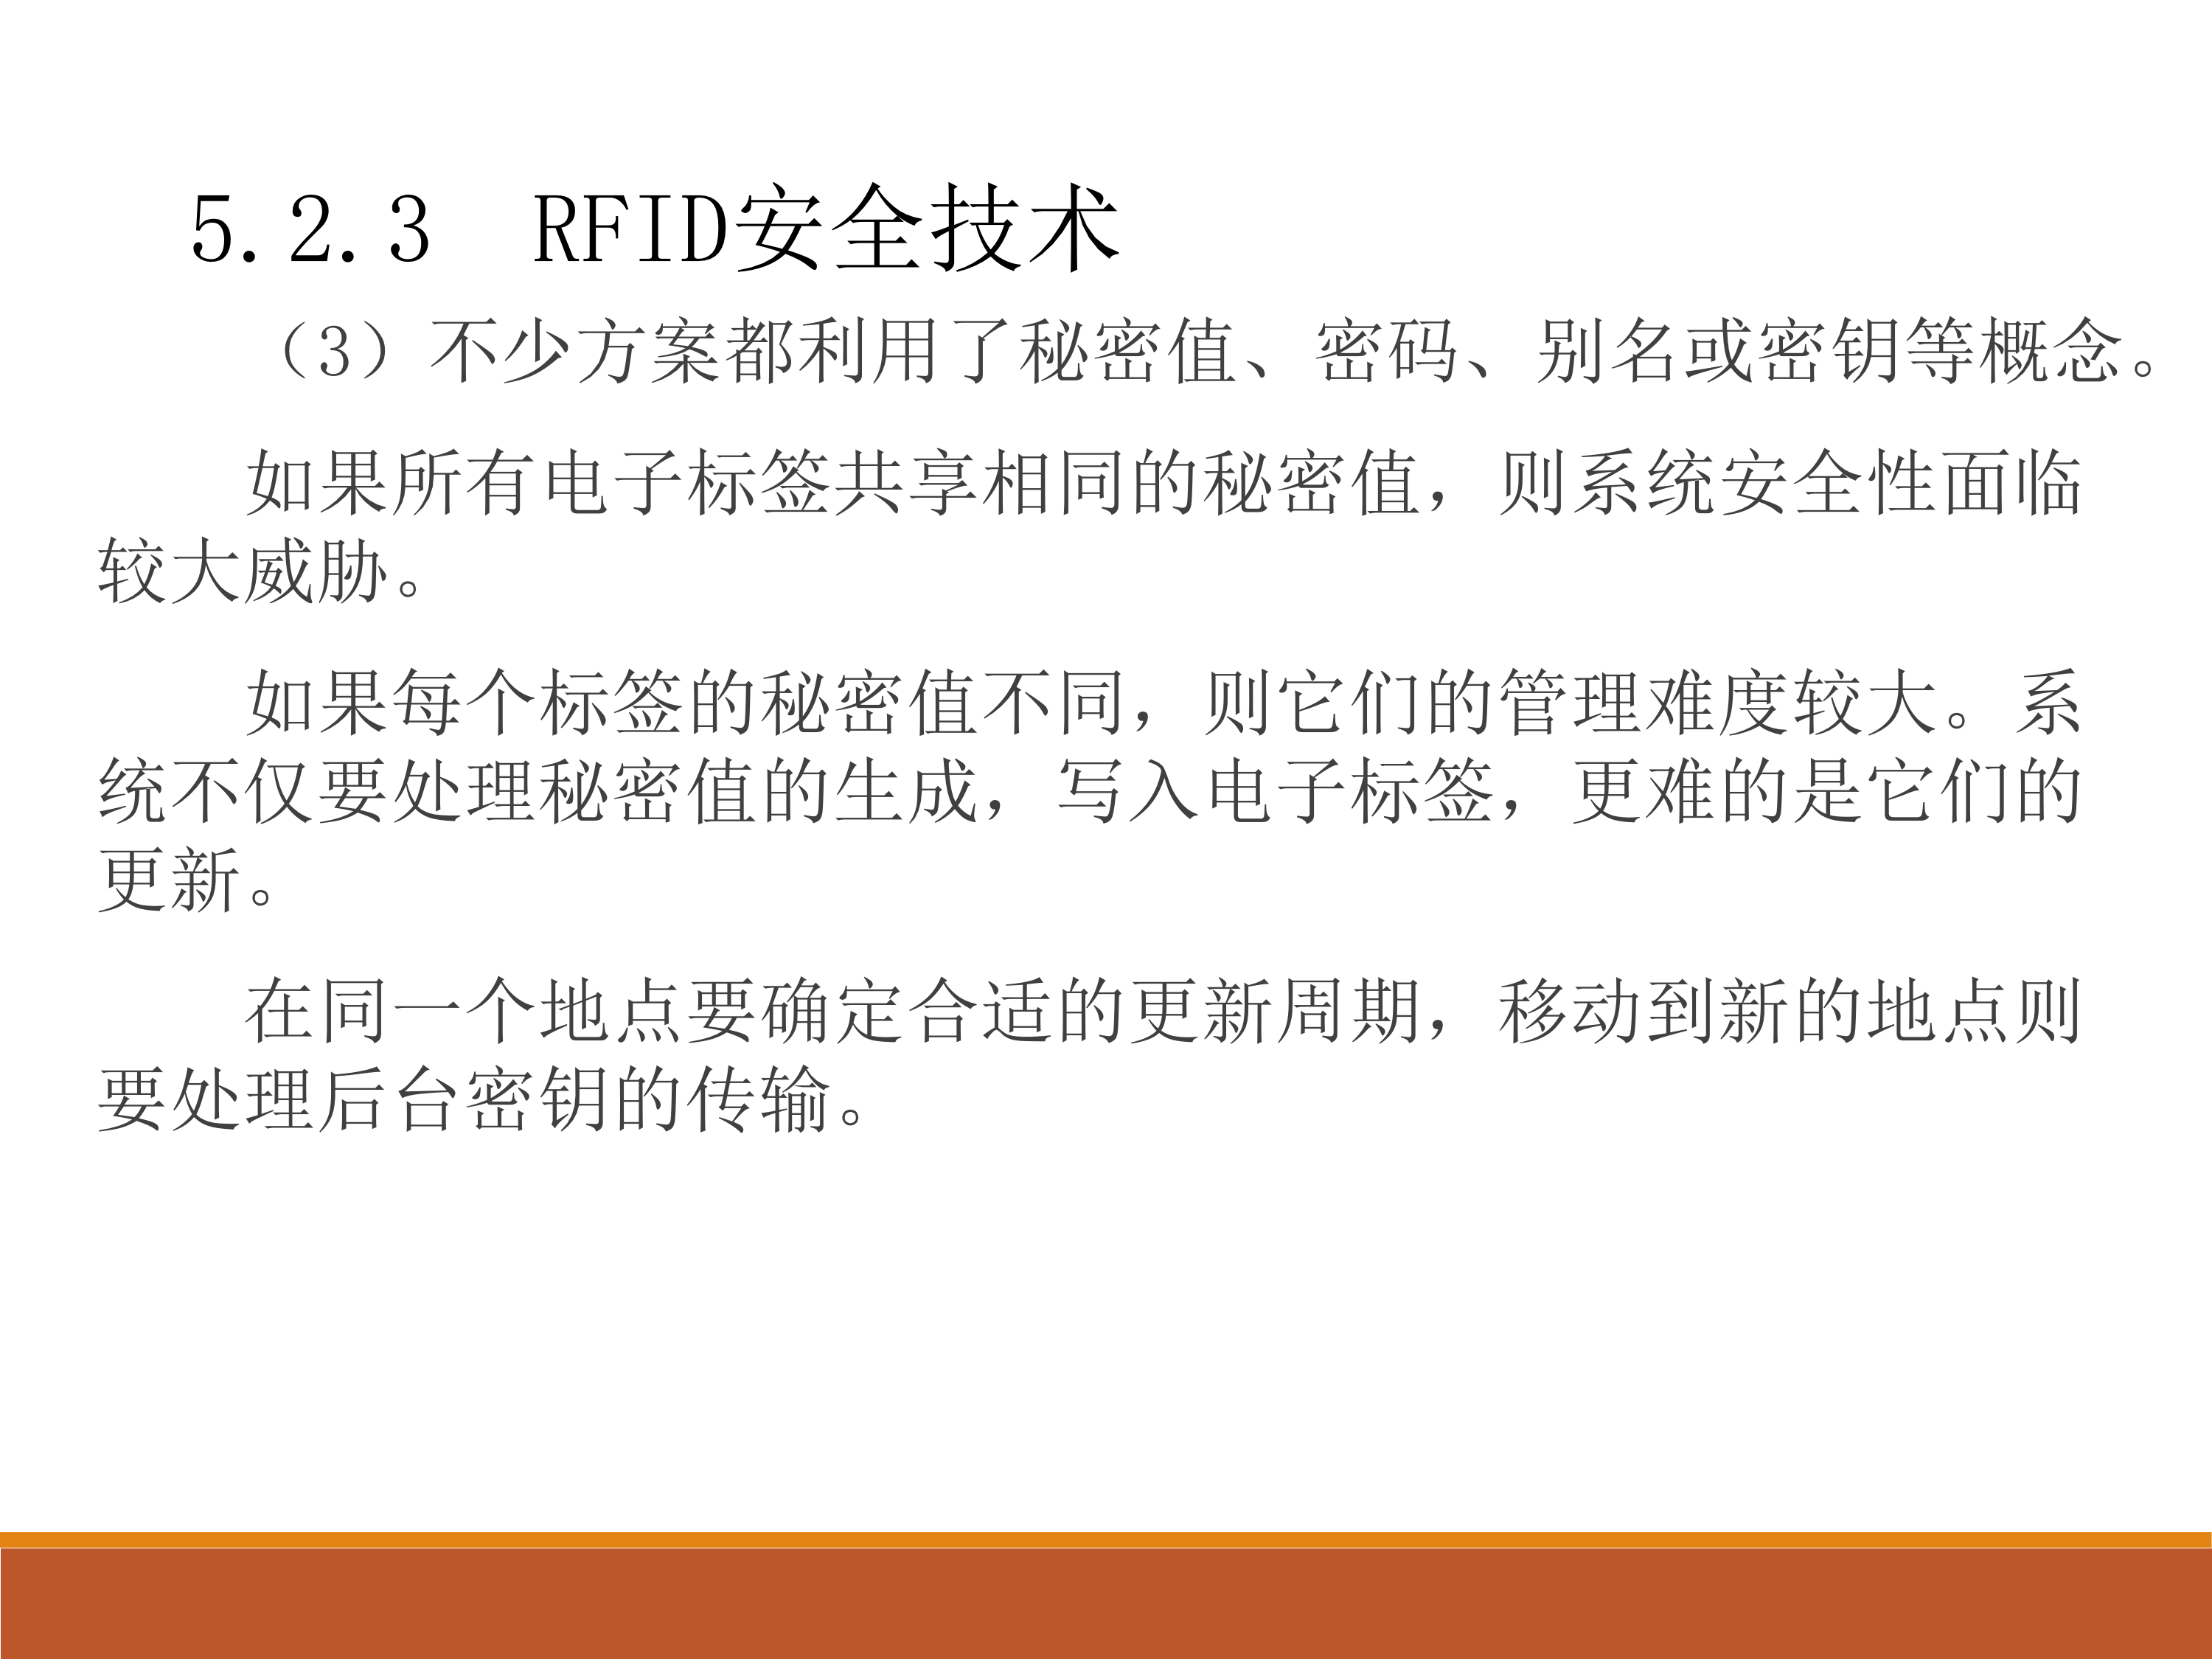 5.2.3  RFID安全技术
（3）不少方案都利用了秘密值、 密码、别名或密钥等概念。
如果所有电子标签共享相同的秘密值，则系统安全性面临
较大威胁。
如果每个标签的秘密值不同，则它们的管理难度较大。系
统不仅要处理秘密值的生成，写入电子标签，更难的是它们的
更新。
在同一个地点要确定合适的更新周期，移动到新的地点则
要处理后台密钥的传输。